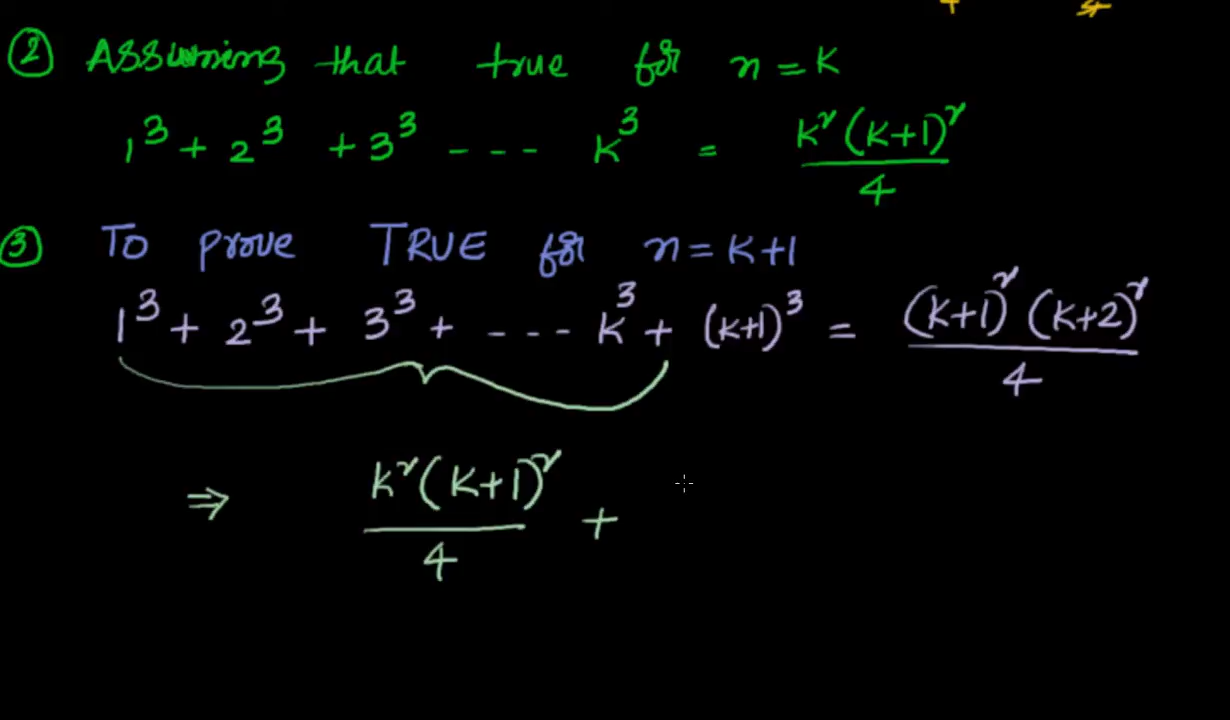 ② Assuming that true for n = K
1³ + 2³ + 3³ - - - K³ = K²(K+1)² / 4
③ To prove TRUE for n = K+1
1³ + 2³ + 3³ + - - - K³ + (K+1)³ = (K+1)² (K+2)² / 4
⇒ K²(K+1)² / 4 +